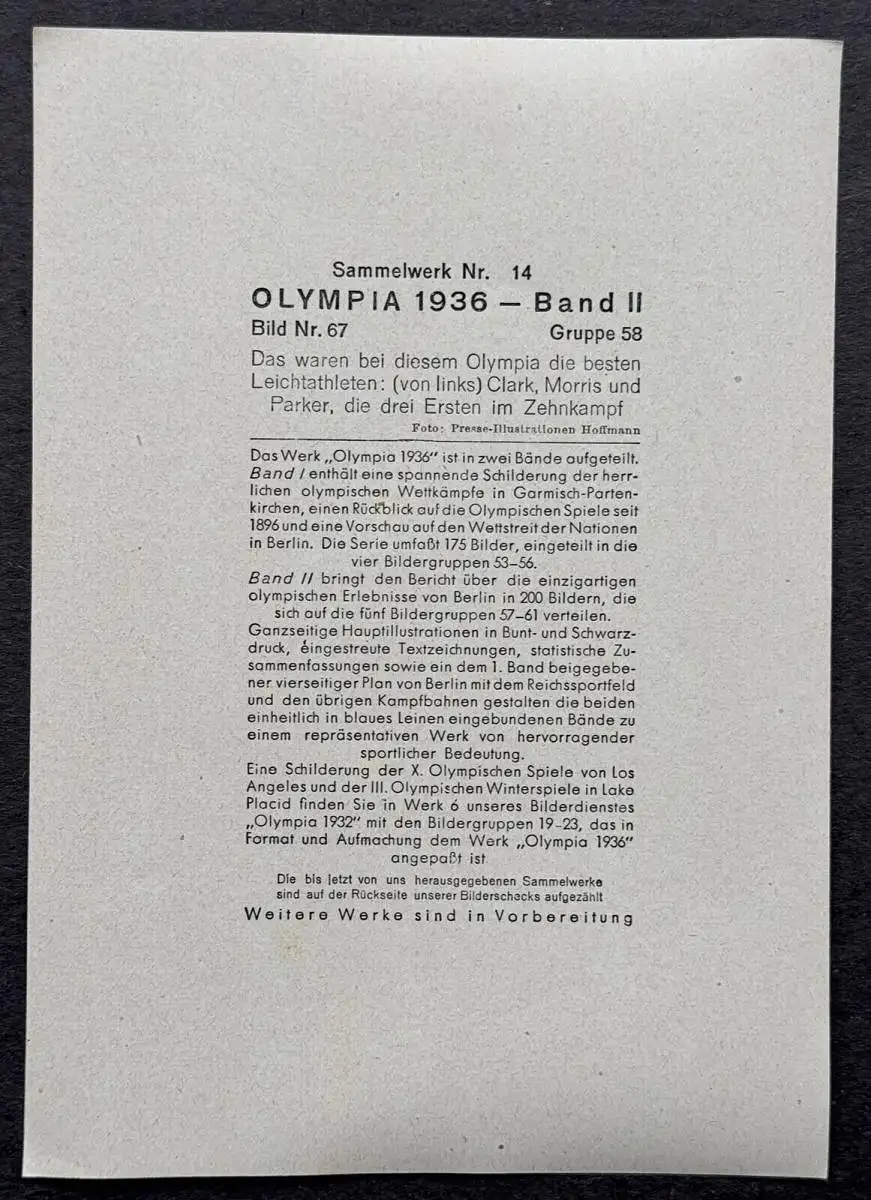 Sammelwerk Nr. 14
OLYMPIA 1936 – Band II
Bild Nr. 67 Gruppe 58
Das waren bei diesem Olympia die besten
Leichtathleten: (von links) Clark, Morris und
Parker, die drei Ersten im Zehnkampf
Foto: Presse-Illustrationen Hoffmann
Das Werk „Olympia 1936“ ist in zwei Bände aufgeteilt.
Band I enthält eine spannende Schilderung der herr-
lichen olympischen Wettkämpfe in Garmisch-Parten-
kirchen, einen Rückblick auf die Olympischen Spiele seit
1896 und eine Vorschau auf den Wettstreit der Nationen
in Berlin. Die Serie umfaßt 175 Bilder, eingeteilt in die
vier Bildergruppen 53–56.
Band II bringt den Bericht über die einzigartigen
olympischen Erlebnisse von Berlin in 200 Bildern, die
sich auf die fünf Bildergruppen 57–61 verteilen.
Ganzseitige Hauptillustrationen in Bunt- und Schwarz-
druck, eingestreute Textzeichnungen, statistische Zu-
sammenfassungen sowie ein dem 1. Band beigegebe-
ner vierseitiger Plan von Berlin mit dem Reichssportfeld
und den übrigen Kampfbahnen gestalten die beiden
einheitlich in blaues Leinen eingebundenen Bände zu
einem repräsentativen Werk von hervorragender
sportlicher Bedeutung.
Eine Schilderung der X. Olympischen Spiele von Los
Angeles und der III. Olympischen Winterspiele in Lake
Placid finden Sie in Werk 6 unseres Bilderdienstes
„Olympia 1932“ mit den Bildergruppen 19–23, das in
Format und Aufmachung dem Werk „Olympia 1936“
angepaßt ist
Die bis jetzt von uns herausgegebenen Sammelwerke
sind auf der Rückseite unserer Bilderschecks aufgezählt
Weitere Werke sind in Vorbereitung